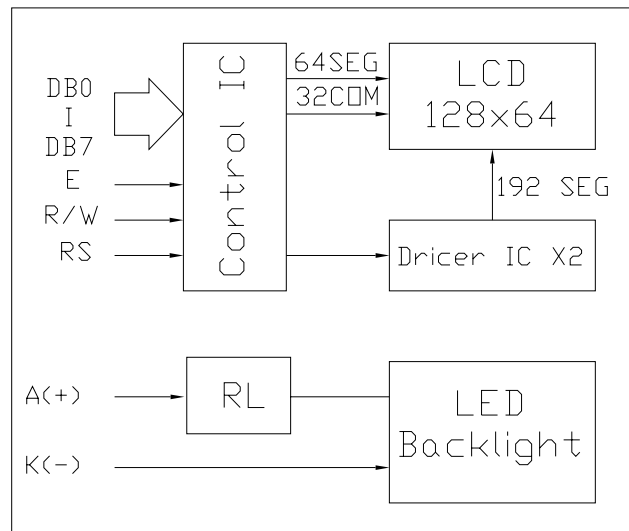 DB0
I
DB7
E
R/W
RS
Control IC
64SEG
32COM
LCD
128x64
192 SEG
Dricer IC X2
A(+)
RL
K(-)
LED
Backlight